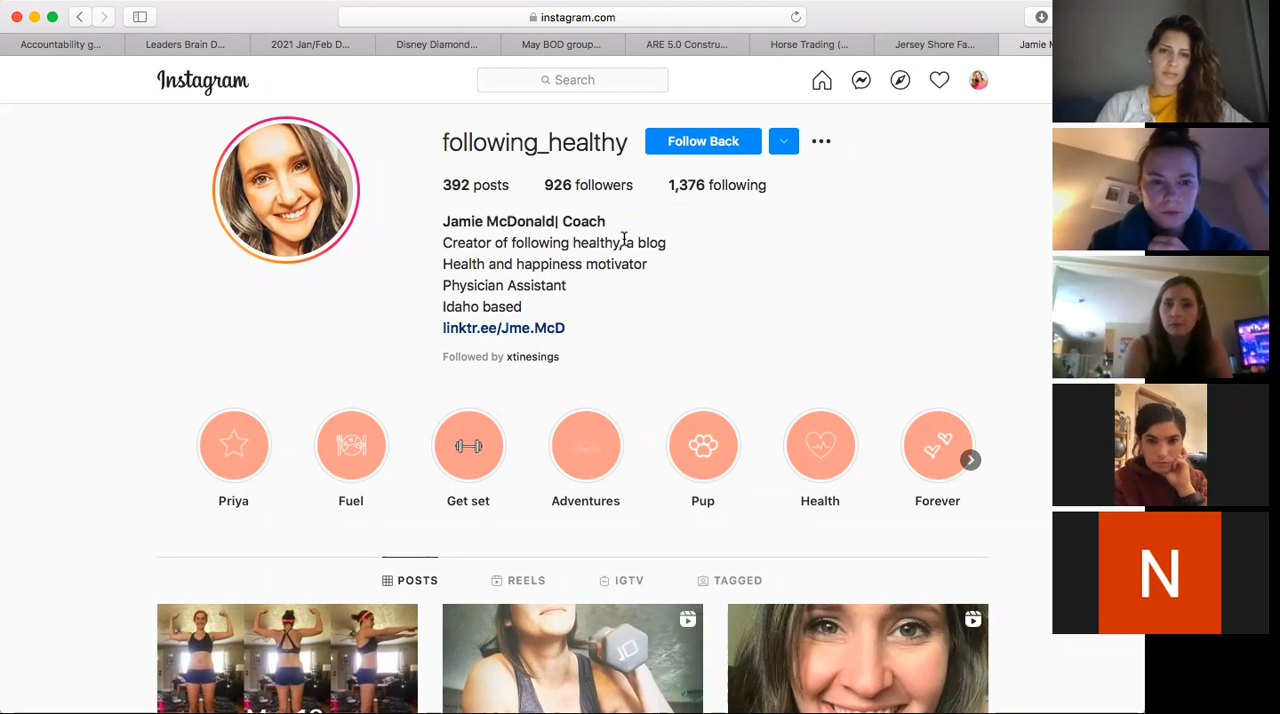 instagram.com
Accountability g...
Leaders Brain D...
2021 Jan/Feb D...
Disney Diamond...
May BOD group...
ARE 5.0 Constru...
Horse Trading (...
Jersey Shore Fa...
Jamie M
Instagram
Search
following_healthy
Follow Back
392 posts 926 followers 1,376 following
Jamie McDonald| Coach
Creator of following healthy, a blog
Health and happiness motivator
Physician Assistant
Idaho based
linktr.ee/Jme.McD
Followed by xtinesings
Priya
Fuel
Get set
Adventures
Pup
Health
Forever
POSTS
REELS
IGTV
TAGGED
10
N